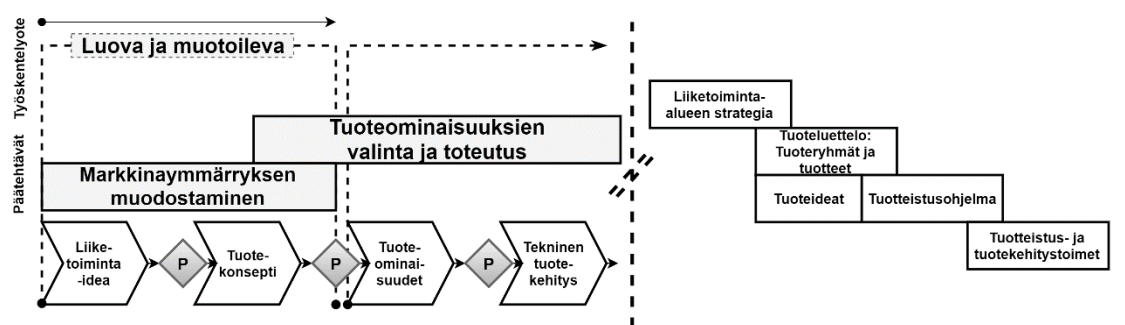 Työskentelyote
Luova ja muotoileva
Päätehtävät
Tuoteominaisuuksien
valinta ja toteutus
Markkinaymmärryksen
muodostaminen
Liike-
toiminta
-idea
P
Tuote-
konsepti
P
Tuote-
ominai-
suudet
P
Tekninen
tuote-
kehitys
Liiketoiminta-
alueen strategia
Tuoteluettelo:
Tuoteryhmät ja
tuotteet
Tuoteideat
Tuotteistusohjelma
Tuotteistus- ja
tuotekehitystoimet